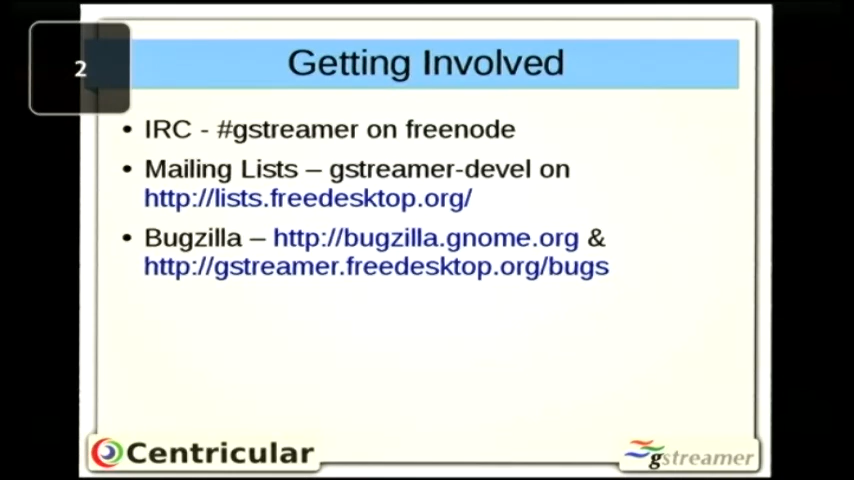 2
Getting Involved
• IRC - #gstreamer on freenode
• Mailing Lists – gstreamer-devel on
http://lists.freedesktop.org/
• Bugzilla – http://bugzilla.gnome.org &
http://gstreamer.freedesktop.org/bugs
Centricular
gstreamer